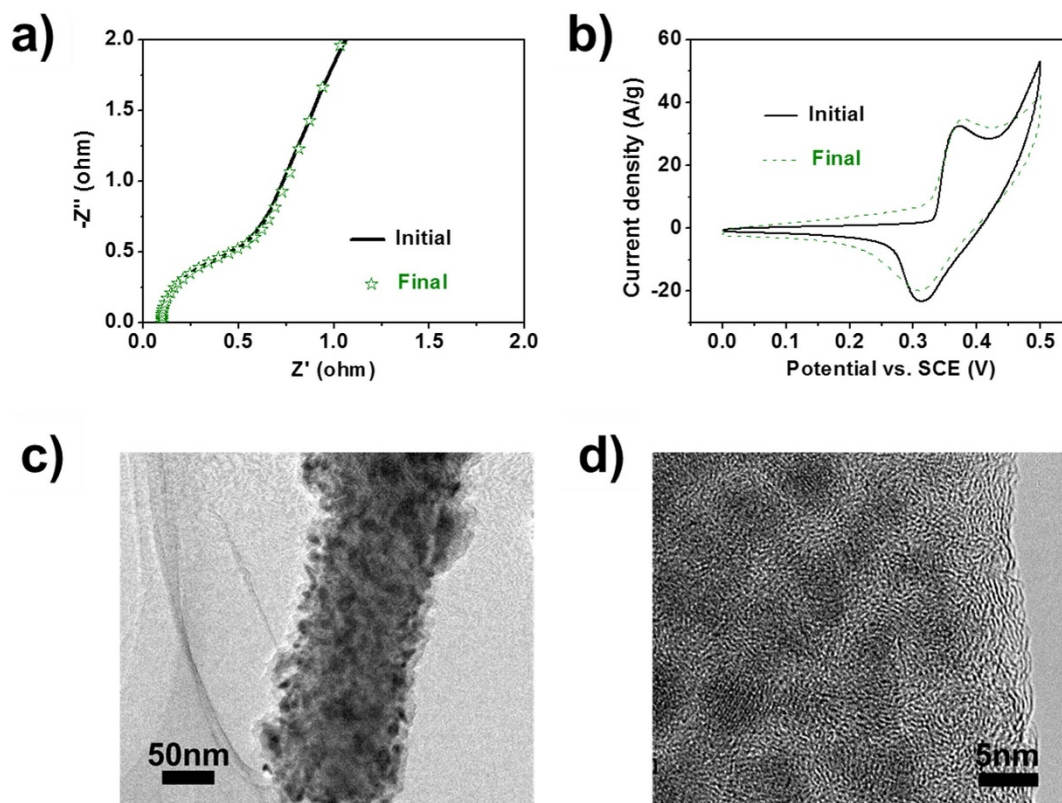 a)
-Z'' (ohm)
2.0
1.5
1.0
0.5
0.0
Initial
Final
0.0 0.5 1.0 1.5 2.0
Z' (ohm)
b)
Current density (A/g)
60
40
20
0
-20
Initial
Final
0.0 0.1 0.2 0.3 0.4 0.5
Potential vs. SCE (V)
c)
50nm
d)
5nm